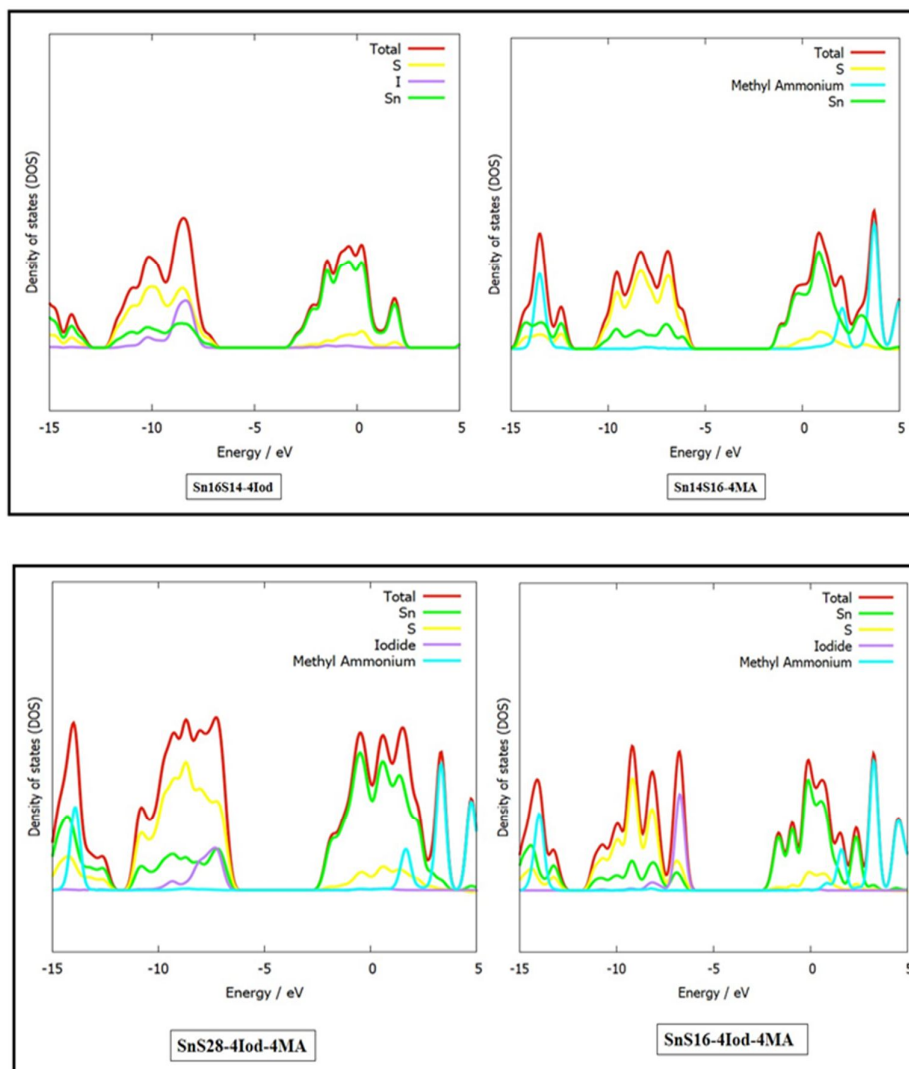 Total
S
I
Sn
Density of states (DOS)
-15 -10 -5 0 5
Energy / eV
Sn16S14-4Iod
Total
S
Methyl Ammonium
Sn
Density of states (DOS)
-15 -10 -5 0 5
Energy / eV
Sn14S16-4MA
Total
Sn
S
Iodide
Methyl Ammonium
Density of states (DOS)
-15 -10 -5 0 5
Energy / eV
SnS28-4Iod-4MA
Total
Sn
S
Iodide
Methyl Ammonium
Density of states (DOS)
-15 -10 -5 0 5
Energy / eV
SnS16-4Iod-4MA